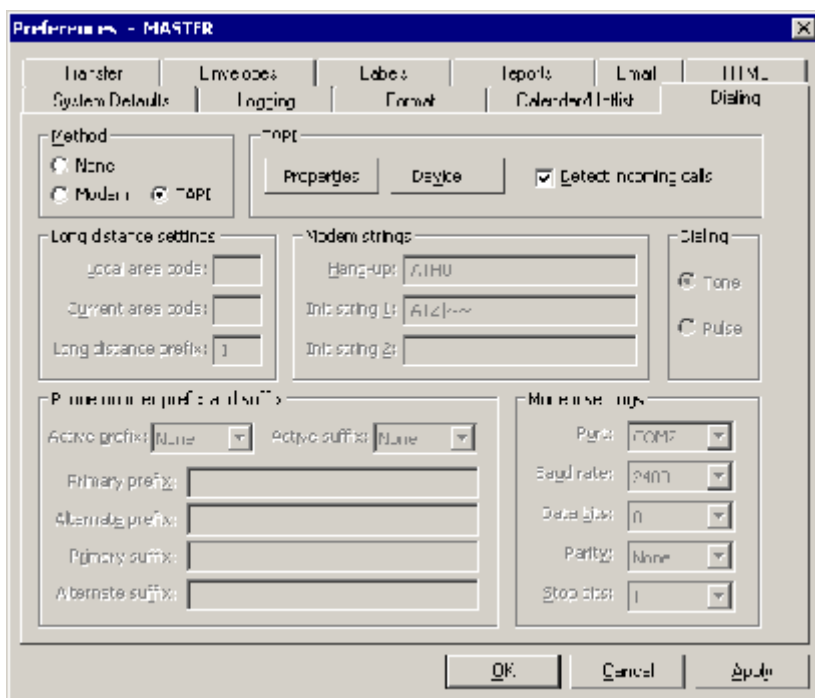 Preferences - MASTER
Transfer Envelopes Labels Reports Email HTML
System Defaults Logging Format Calendar/Hotlist Dialing
Method
None
Modem TAPI
TAPI
Properties Device Detect incoming calls
Long distance settings
Local area code:
Current area code:
Long distance prefix: 1
Modem strings
Hang-up: ATH0
Init string 1: ATZ|~~
Init string 2:
Dialing
Tone
Pulse
Phone number prefix and suffix
Active prefix: None Active suffix: None
Primary prefix:
Alternate prefix:
Primary suffix:
Alternate suffix:
Modem settings
Port: COM2
Baud rate: 2400
Data bits:
Parity: None
Stop bits: 1
OK Cancel Apply